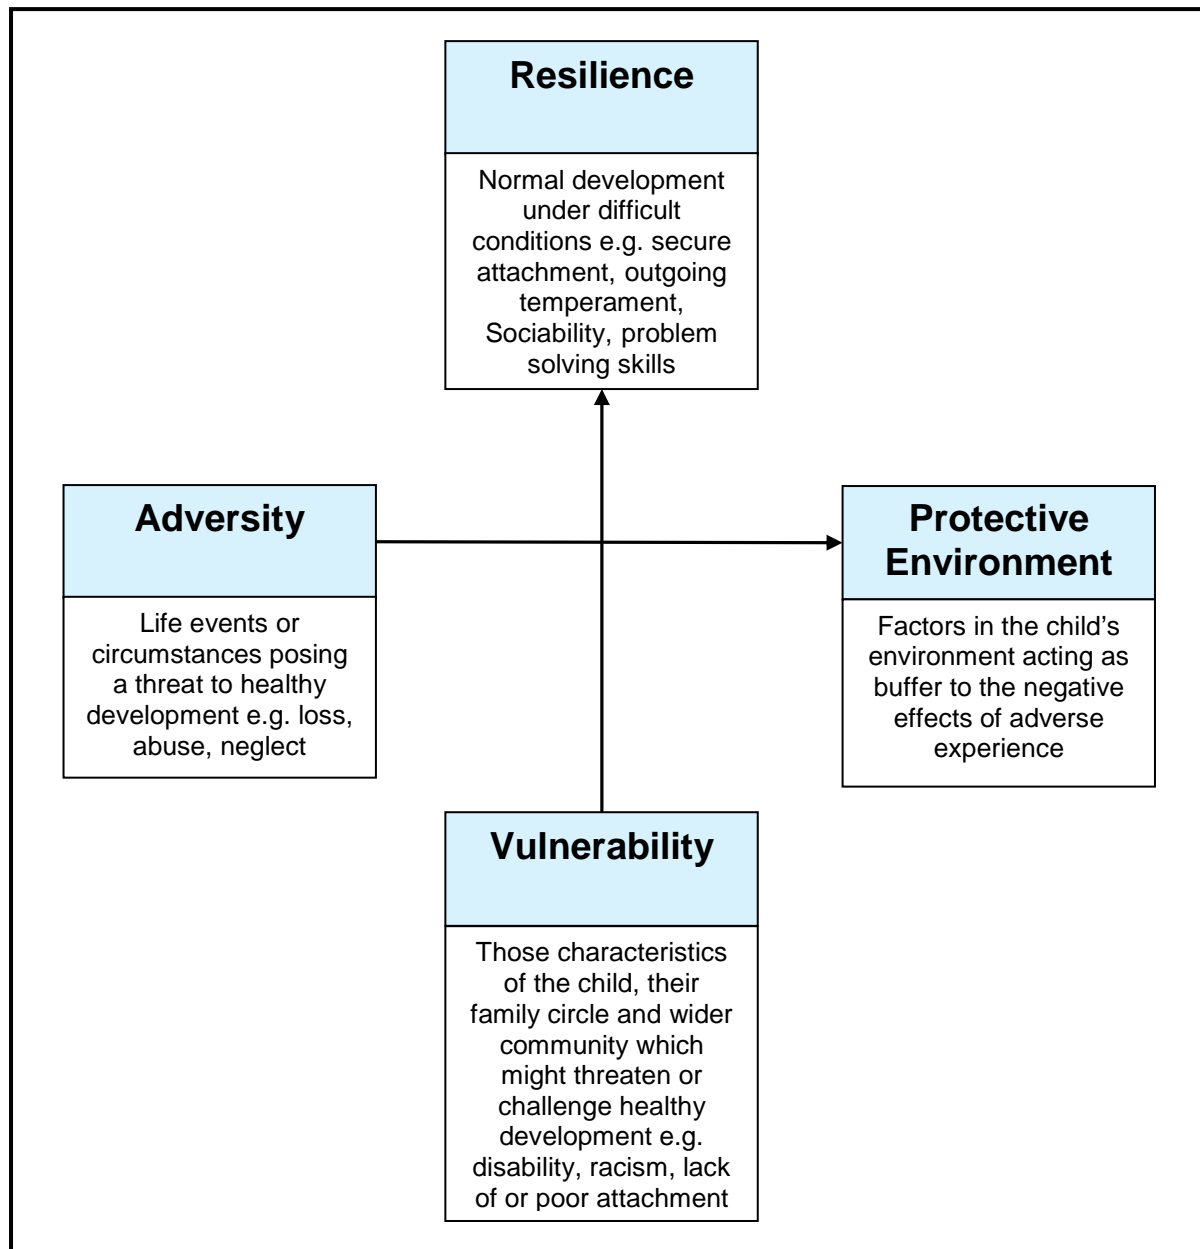 Resilience
Normal development
under difficult
conditions e.g. secure
attachment, outgoing
temperament,
Sociability, problem
solving skills
Adversity
Life events or
circumstances posing
a threat to healthy
development e.g. loss,
abuse, neglect
Protective
Environment
Factors in the child’s
environment acting as
buffer to the negative
effects of adverse
experience
Vulnerability
Those characteristics
of the child, their
family circle and wider
community which
might threaten or
challenge healthy
development e.g.
disability, racism, lack
of or poor attachment